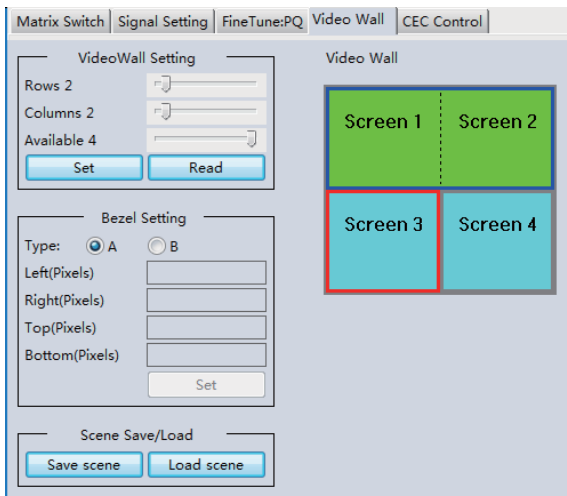 Matrix Switch Signal Setting FineTune:PQ Video Wall CEC Control
VideoWall Setting
Rows 2
Columns 2
Available 4
Set Read
Bezel Setting
Type: A B
Left(Pixels)
Right(Pixels)
Top(Pixels)
Bottom(Pixels)
Set
Scene Save/Load
Save scene Load scene
Video Wall
Screen 1 Screen 2
Screen 3 Screen 4